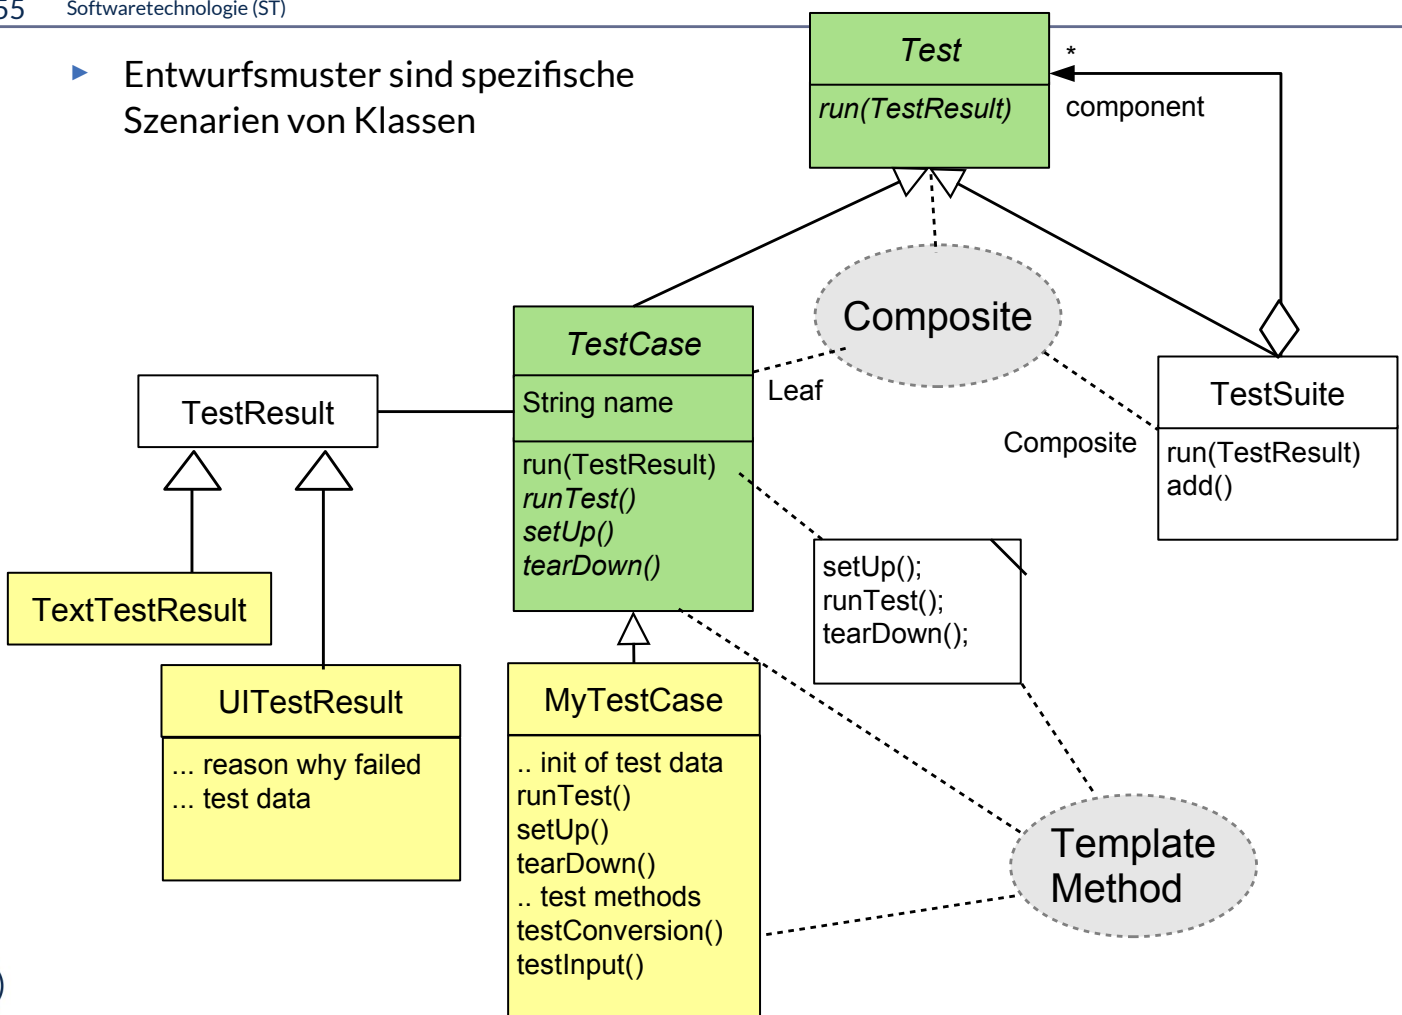 Softwaretechnologie (ST)
▸ Entwurfsmuster sind spezifische
Szenarien von Klassen
Test
run(TestResult)
*
component
Composite
TestCase
String name
run(TestResult)
runTest()
setUp()
tearDown()
Leaf
Composite
TestSuite
run(TestResult)
add()
TestResult
TextTestResult
UITestResult
... reason why failed
... test data
setUp();
runTest();
tearDown();
MyTestCase
.. init of test data
runTest()
setUp()
tearDown()
.. test methods
testConversion()
testInput()
Template
Method